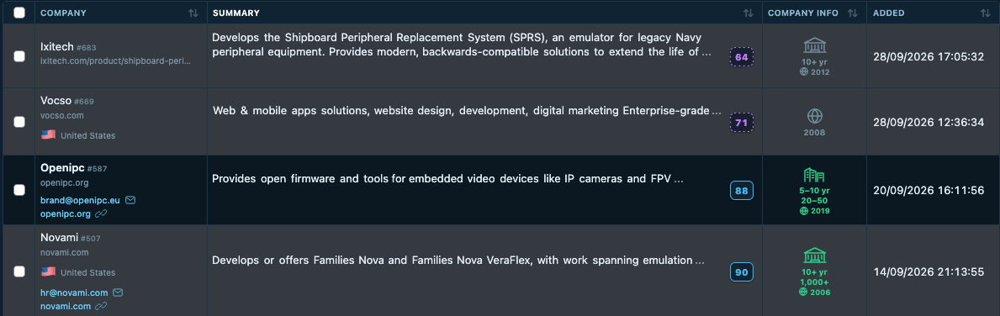 COMPANY SUMMARY COMPANY INFO ADDED
Ixitech #683
ixitech.com/product/shipboard-peri...
Develops the Shipboard Peripheral Replacement System (SPRS), an emulator for legacy Navy
peripheral equipment. Provides modern, backwards-compatible solutions to extend the life of ...
64
10+ yr
2012
28/09/2026 17:05:32
Vocso #669
vocso.com
United States
Web & mobile apps solutions, website design, development, digital marketing Enterprise-grade ...
71
2008
28/09/2026 12:36:34
Openipc #587
openipc.org
brand@openipc.eu
openipc.org
Provides open firmware and tools for embedded video devices like IP cameras and FPV ...
88
5–10 yr
20–50
2019
20/09/2026 16:11:56
Novami #507
novami.com
United States
hr@novami.com
novami.com
Develops or offers Families Nova and Families Nova VeraFlex, with work spanning emulation ...
90
10+ yr
1,000+
2006
14/09/2026 21:13:55